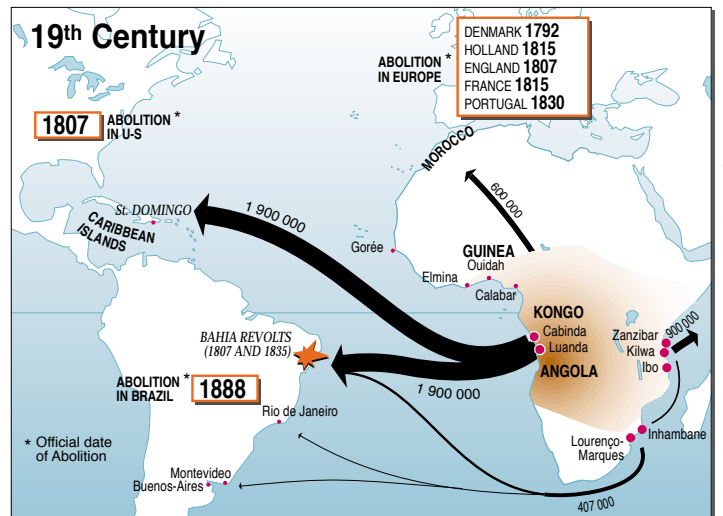 19th Century
1807
ABOLITION *
IN U-S
ABOLITION *
IN EUROPE
DENMARK 1792
HOLLAND 1815
ENGLAND 1807
FRANCE 1815
PORTUGAL 1830
MOROCCO
600 000
St. DOMINGO
CARIBBEAN
ISLANDS
1 900 000
Gorée
GUINEA
Ouidah
Elmina
Calabar
KONGO
Cabinda
Luanda
ANGOLA
Zanzibar
Kilwa
Ibo
900 000
BAHIA REVOLTS
(1807 AND 1835)
1 900 000
ABOLITION *
IN BRAZIL
1888
Rio de Janeiro
Inhambane
Lourenço-
Marques
* Official date
of Abolition
Montevideo
Buenos-Aires
407 000